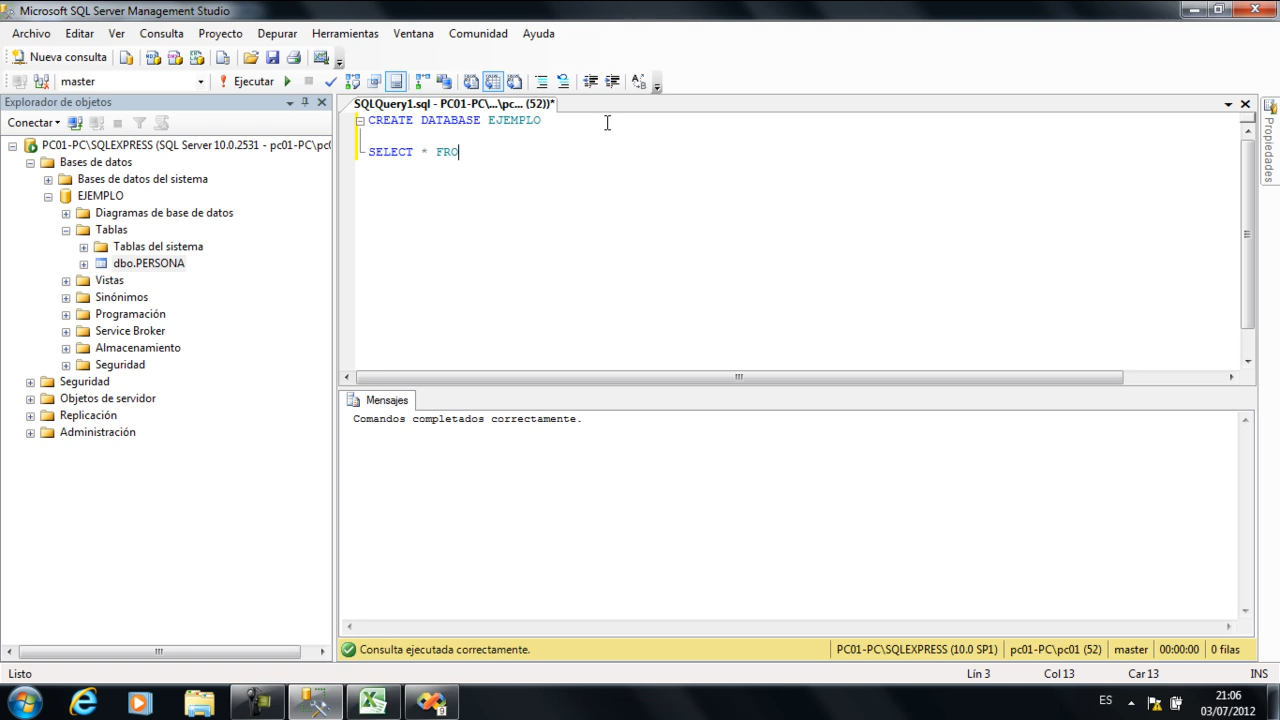 Microsoft SQL Server Management Studio
Archivo Editar Ver Consulta Proyecto Depurar Herramientas Ventana Comunidad Ayuda
Nueva consulta
master Ejecutar
Explorador de objetos
Conectar
PC01-PC\SQLEXPRESS (SQL Server 10.0.2531 - pc01-PC\pc
Bases de datos
Bases de datos del sistema
EJEMPLO
Diagramas de base de datos
Tablas
Tablas del sistema
dbo.PERSONA
Vistas
Sinónimos
Programación
Service Broker
Almacenamiento
Seguridad
Seguridad
Objetos de servidor
Replicación
Administración
SQLQuery1.sql - PC01-PC\...\pc... (52))*
CREATE DATABASE EJEMPLO
SELECT * FRO
Propiedades
Mensajes
Comandos completados correctamente.
Consulta ejecutada correctamente. PC01-PC\SQLEXPRESS (10.0 SP1) pc01-PC\pc01 (52) master 00:00:00 0 filas
Listo Lín 3 Col 13 Car 13 INS
ES 21:06
03/07/2012